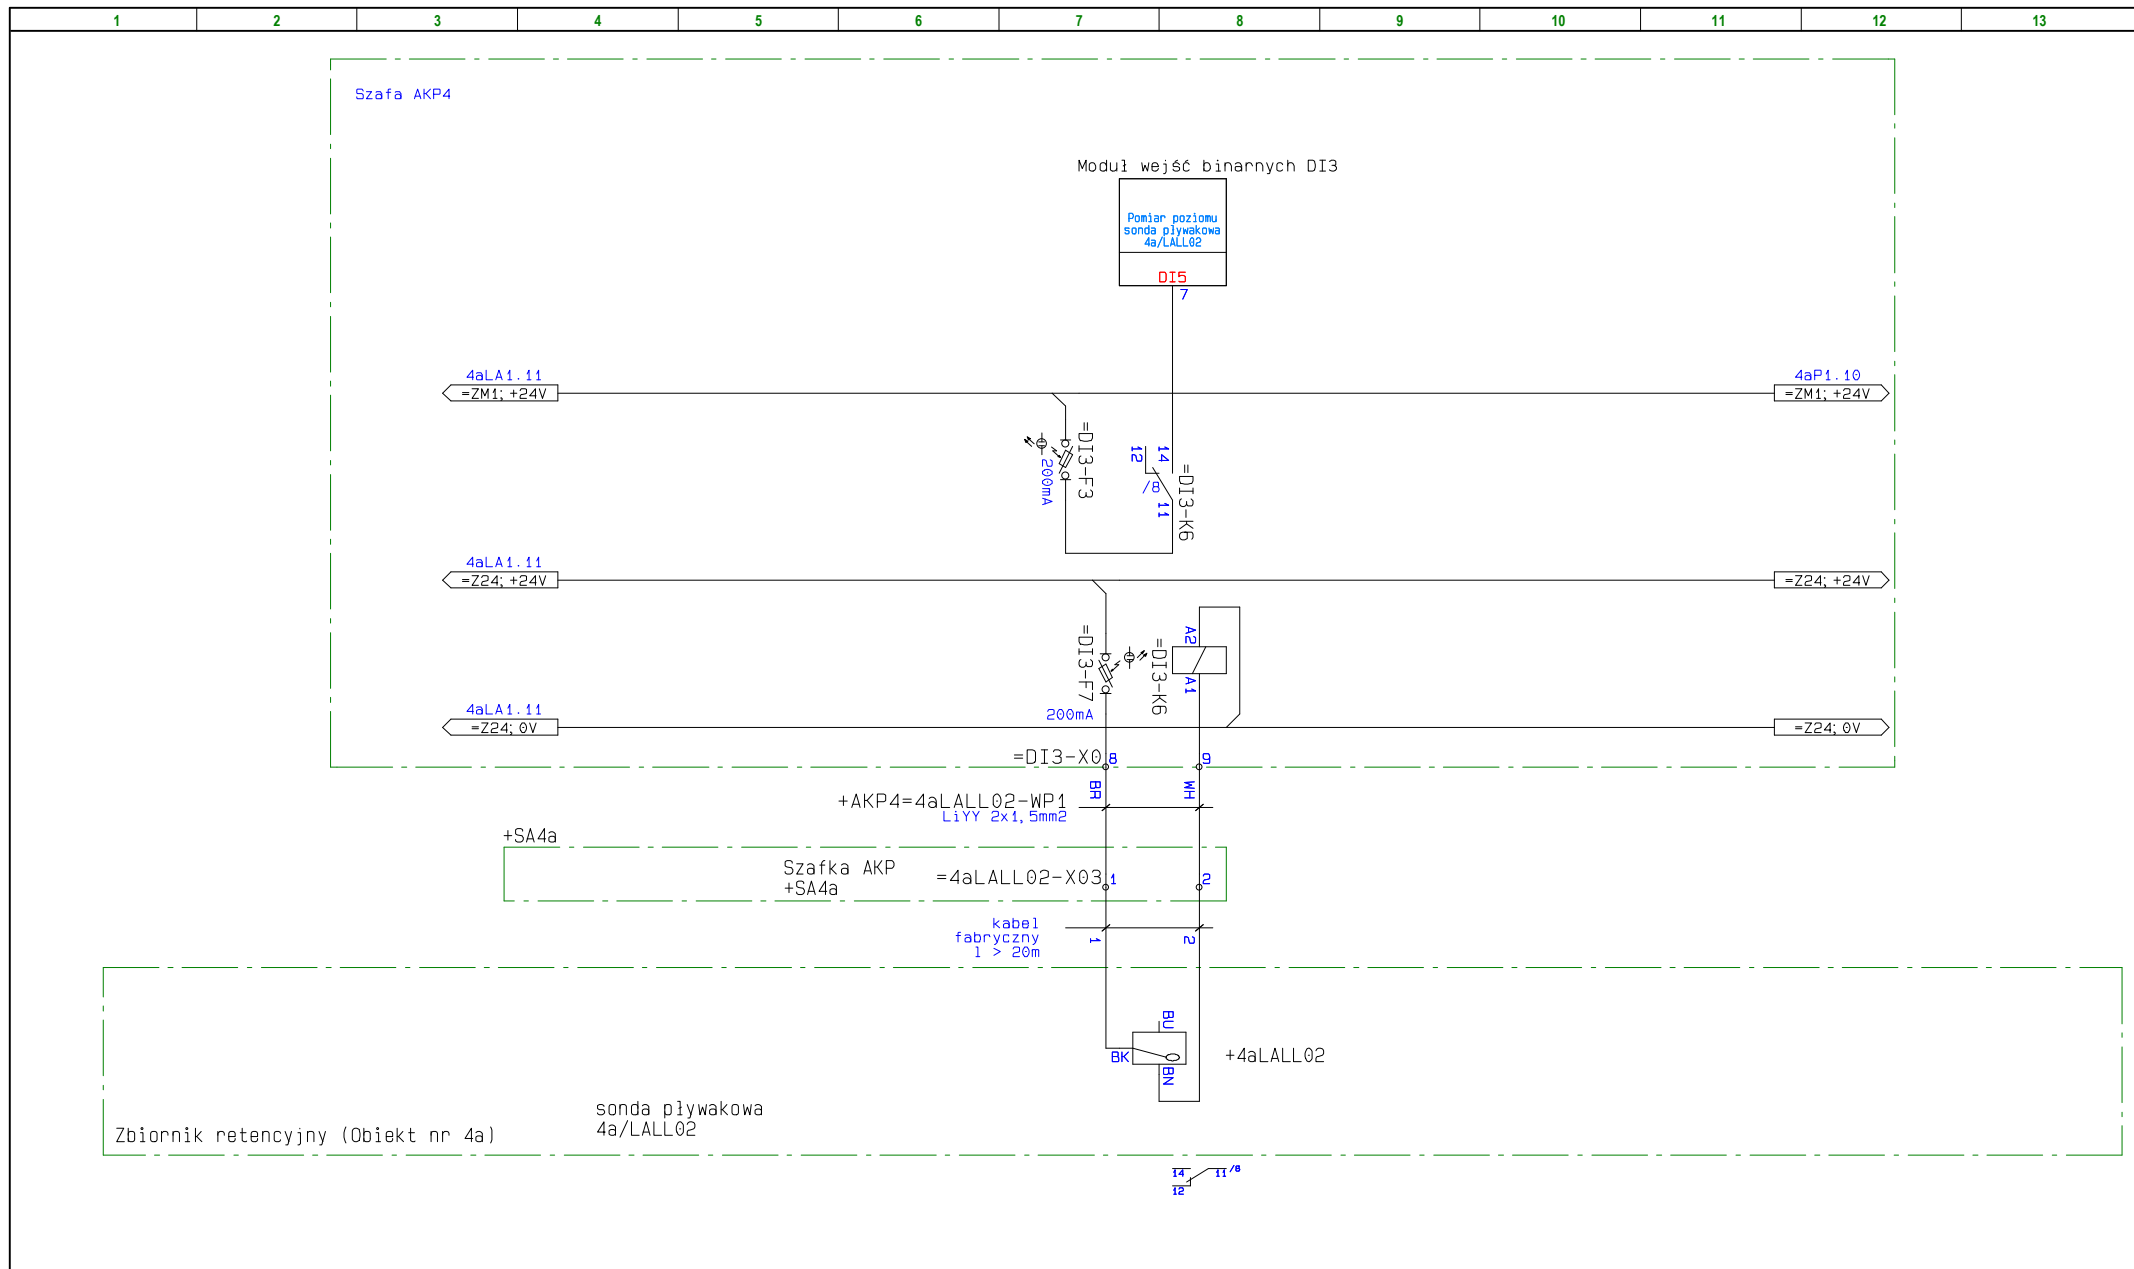 1 2 3 4 5 6 7 8 9 10 11 12 13
Szafa AKP4
Moduł wejść binarnych DI3
Pomiar poziomu
sonda pływakowa
4a/LALL02
DI5
7
4aLA1.11
=ZM1; +24V
4aP1.10
=ZM1; +24V
=DI3-F3
200mA
12
14
/8
11
=DI3-K6
4aLA1.11
=Z24; +24V
=Z24; +24V
=DI3-F7
200mA
=DI3-K6
A2
A1
4aLA1.11
=Z24; 0V
=Z24; 0V
=DI3-X0
8
9
BR
WH
+AKP4=4aLALL02-WP1
LiYY 2x1,5mm2
+SA4a
Szafka AKP
+SA4a
=4aLALL02-X03
1
2
kabel
fabryczny
l > 20m
1
2
BU
BK
BN
+4aLALL02
sonda pływakowa
4a/LALL02
Zbiornik retencyjny (Obiekt nr 4a)
14
11
/8
12